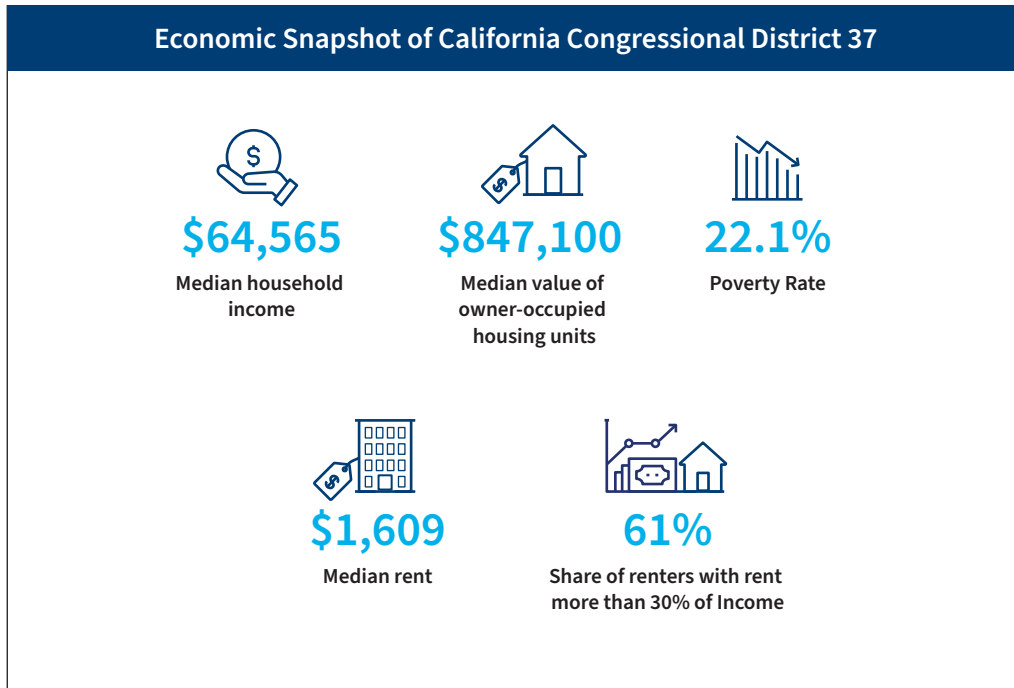 Economic Snapshot of California Congressional District 37
$
$
$64,565
$847,100
22.1%
Median household
income
Median value of
owner-occupied
housing units
Poverty Rate
$
$1,609
61%
Median rent
Share of renters with rent
more than 30% of Income